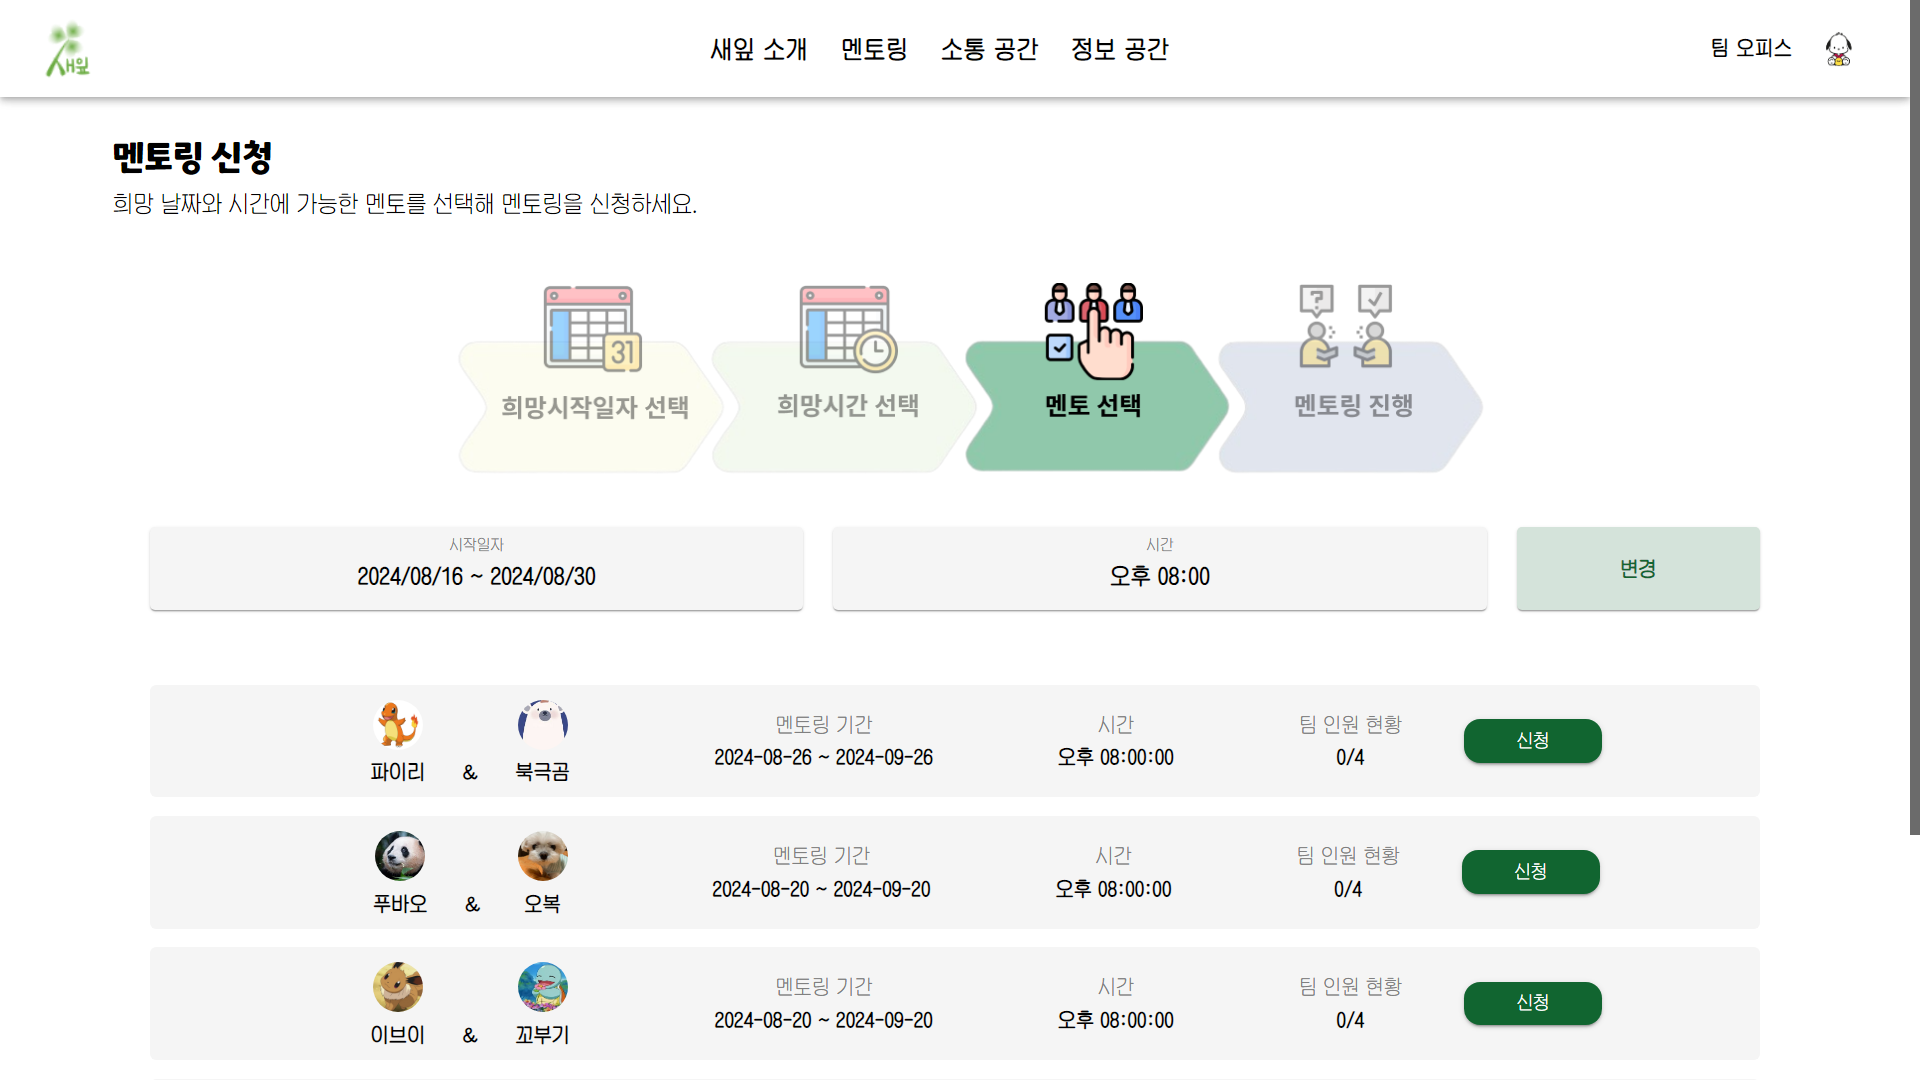 새잎
새잎 소개 멘토링 소통 공간 정보 공간
팀 오피스
멘토링 신청
희망 날짜와 시간에 가능한 멘토를 선택해 멘토링을 신청하세요.
31
?
희망시작일자 선택
희망시간 선택
멘토 선택
멘토링 진행
시작일자
2024/08/16 ~ 2024/08/30
시간
오후 08:00
변경
파이리 & 북극곰
멘토링 기간
2024-08-26 ~ 2024-09-26
시간
오후 08:00:00
팀 인원 현황
0/4
신청
푸바오 & 오복
멘토링 기간
2024-08-20 ~ 2024-09-20
시간
오후 08:00:00
팀 인원 현황
0/4
신청
이브이 & 꼬부기
멘토링 기간
2024-08-20 ~ 2024-09-20
시간
오후 08:00:00
팀 인원 현황
0/4
신청